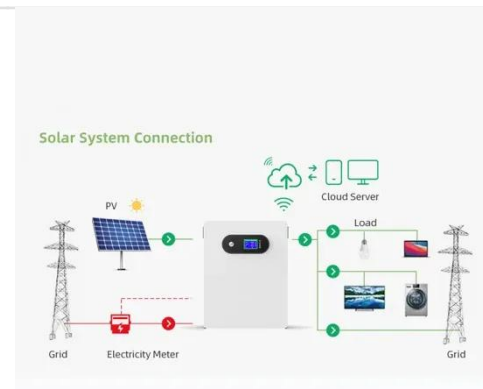 Solar System Connection
Cloud Server
PV
Load
Grid
Electricity Meter
Grid